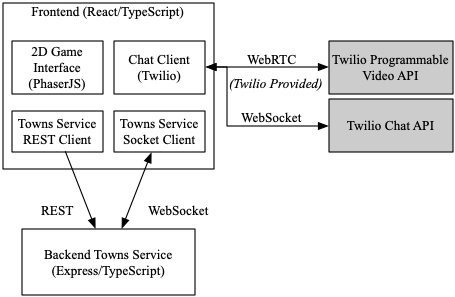 Frontend (React/TypeScript)
2D Game
Interface
(PhaserJS)
Chat Client
(Twilio)
WebRTC
(Twilio Provided)
Twilio Programmable
Video API
WebSocket
Twilio Chat API
Towns Service
REST Client
Towns Service
Socket Client
REST
WebSocket
Backend Towns Service
(Express/TypeScript)